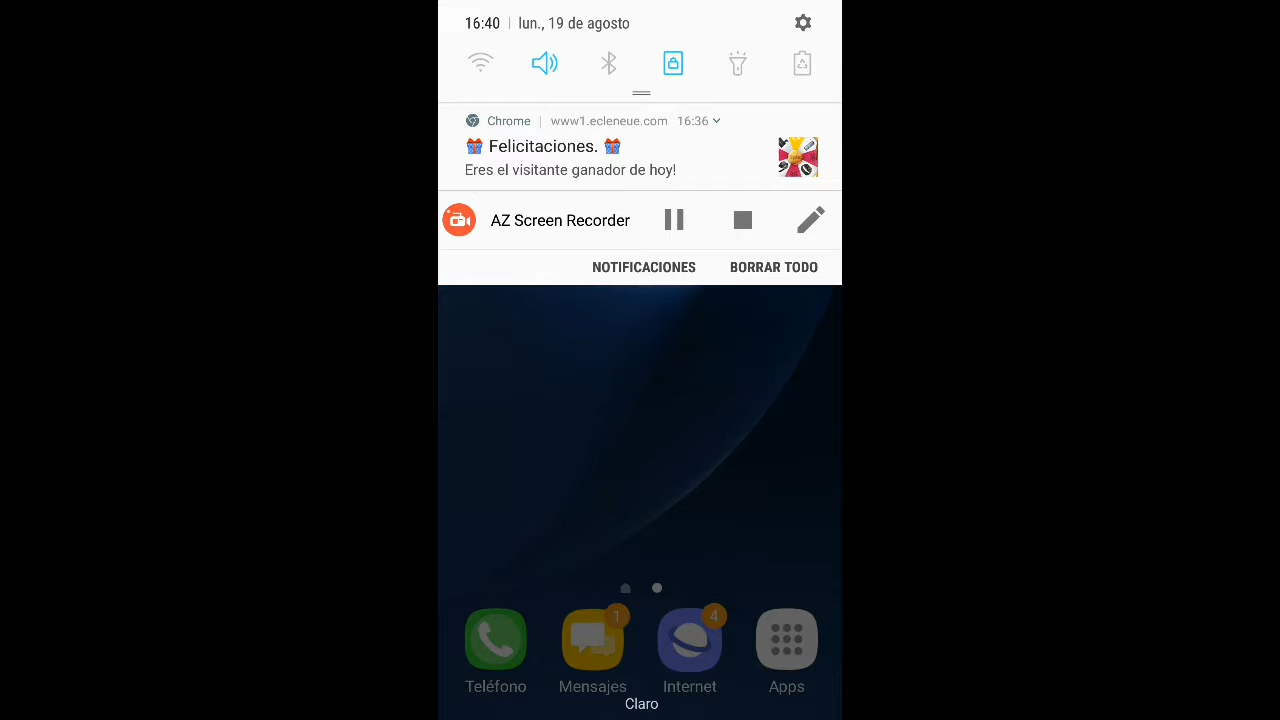 16:40 | lun., 19 de agosto
Chrome | www1.ecleneue.com 16:36
🎁 Felicitaciones. 🎁
Eres el visitante ganador de hoy!
AZ Screen Recorder
NOTIFICACIONES BORRAR TODO
1 4
Teléfono Mensajes Internet Apps
Claro